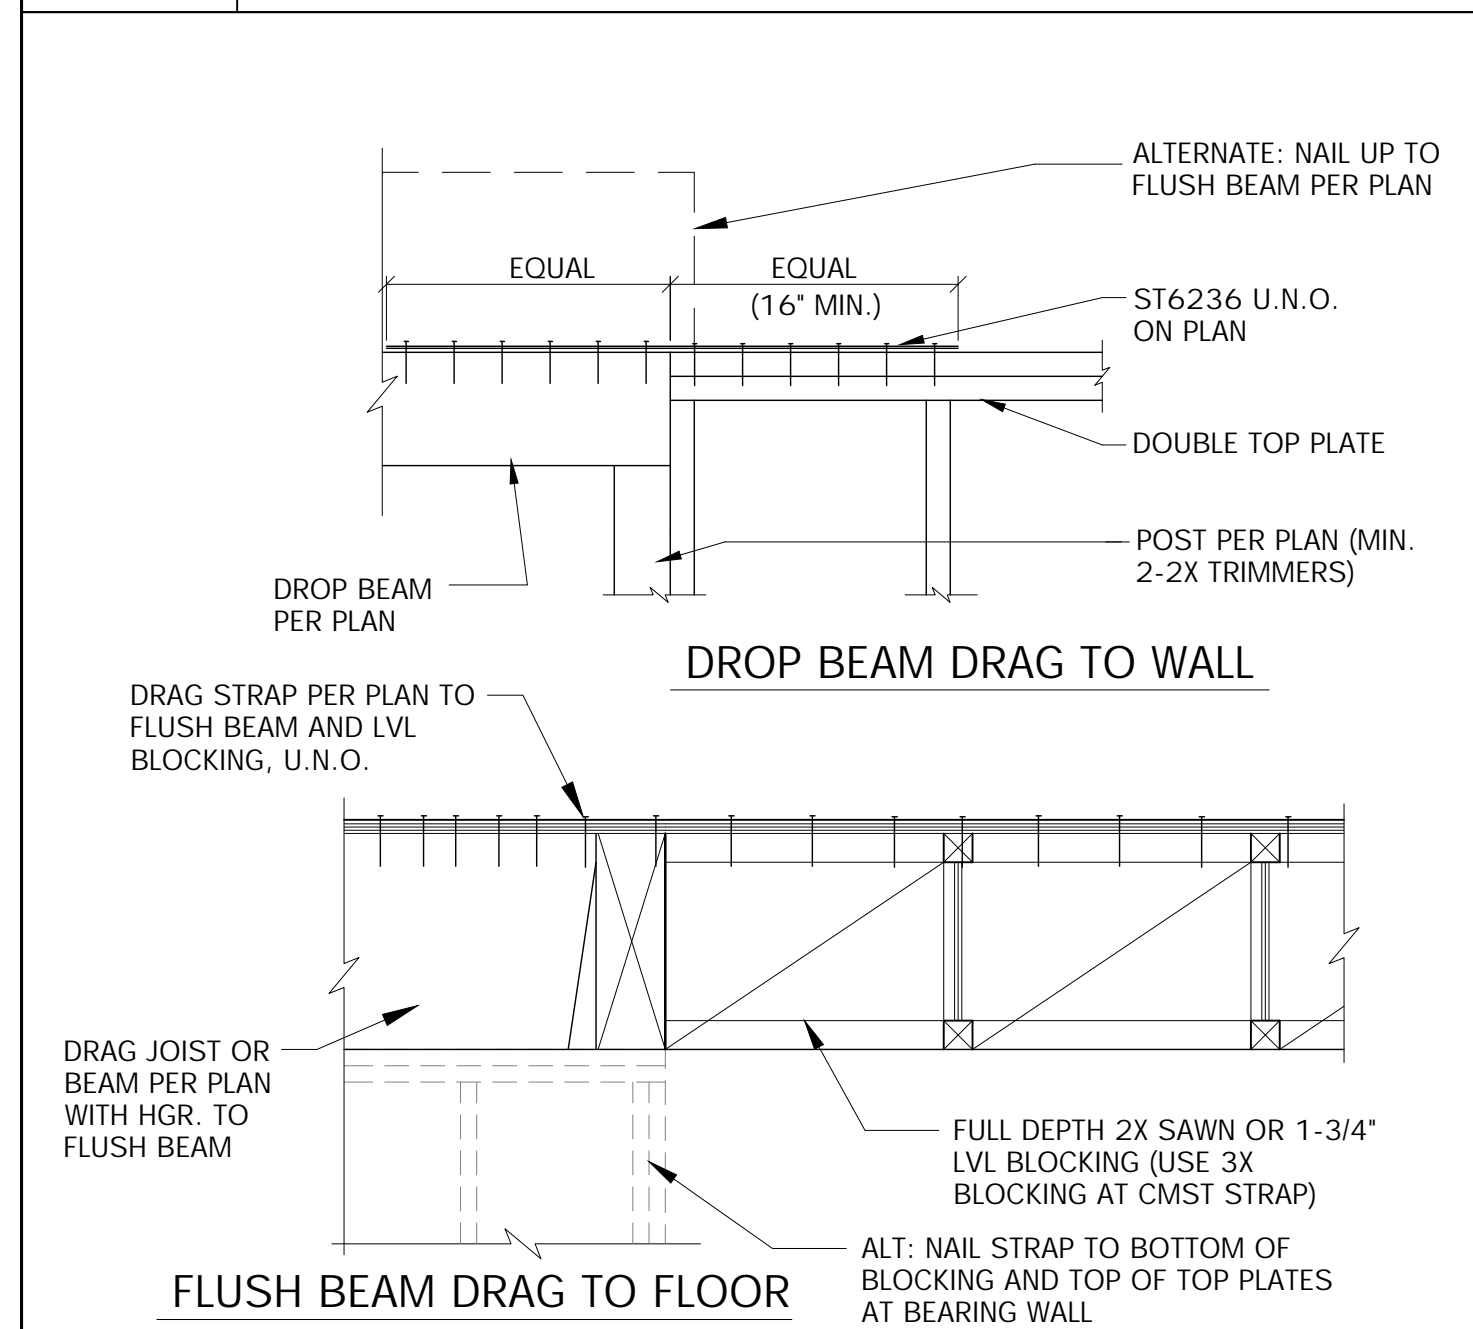 ALTERNATE: NAIL UP TO
FLUSH BEAM PER PLAN
EQUAL
EQUAL
(16" MIN.)
ST6236 U.N.O.
ON PLAN
DOUBLE TOP PLATE
POST PER PLAN (MIN.
2-2X TRIMMERS)
DROP BEAM
PER PLAN
DROP BEAM DRAG TO WALL
DRAG STRAP PER PLAN TO
FLUSH BEAM AND LVL
BLOCKING, U.N.O.
DRAG JOIST OR
BEAM PER PLAN
WITH HGR. TO
FLUSH BEAM
FULL DEPTH 2X SAWN OR 1-3/4"
LVL BLOCKING (USE 3X
BLOCKING AT CMST STRAP)
ALT: NAIL STRAP TO BOTTOM OF
BLOCKING AND TOP OF TOP PLATES
AT BEARING WALL
FLUSH BEAM DRAG TO FLOOR